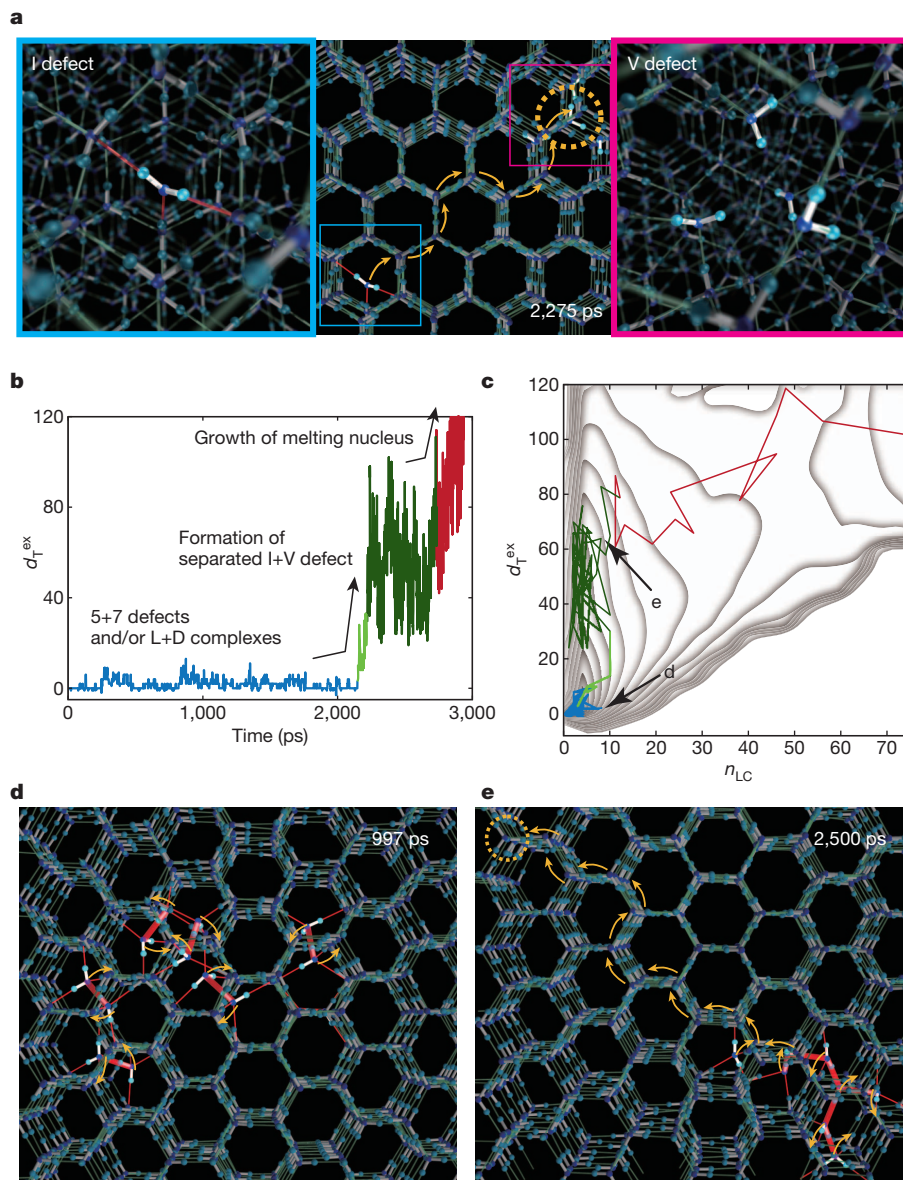 a
I defect
V defect
2,275 ps
b
120
80
40
0
d_T^ex
Growth of melting nucleus
Formation of
separated I+V defect
5+7 defects
and/or L+D complexes
0
1,000
2,000
3,000
Time (ps)
c
120
100
80
60
40
20
0
d_T^ex
e
d
0
10
20
30
40
50
60
70
n_LC
d
997 ps
e
2,500 ps